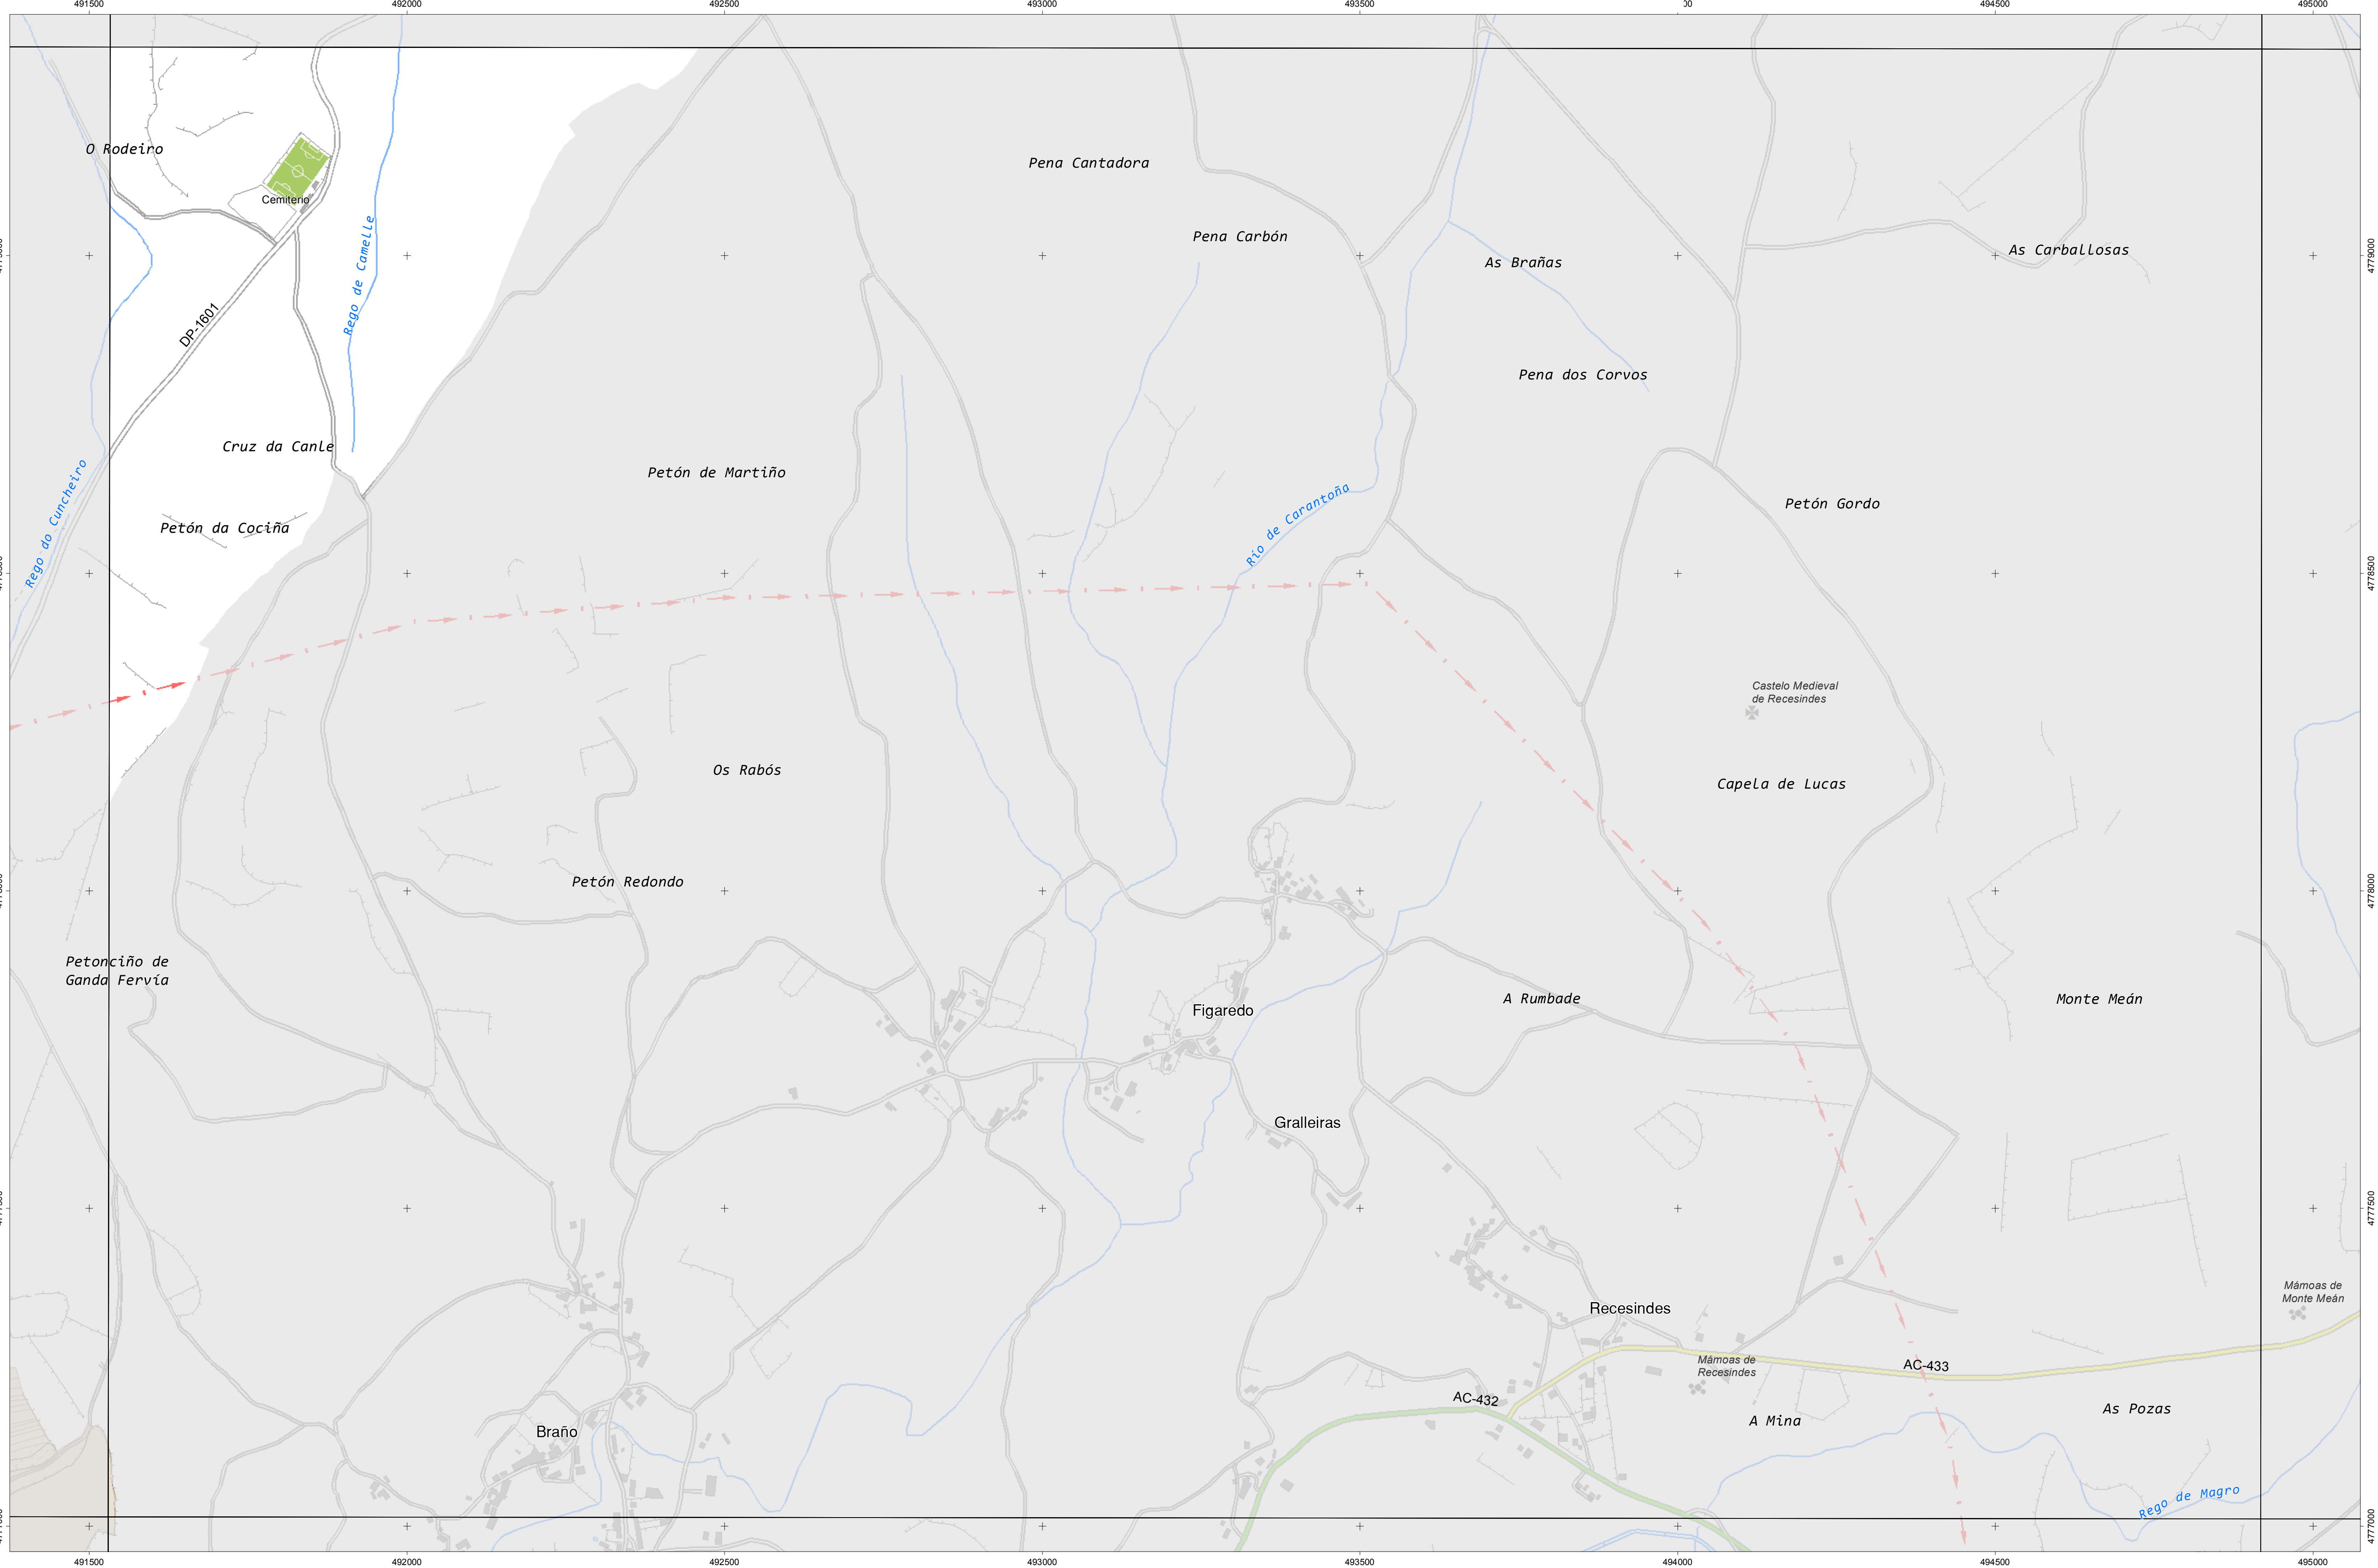 491500
492000
492500
493000
493500
494500
495000
O Rodeiro
Pena Cantadora
Cemiterio
Pena Carbón
As Brañas
As Carballosas
4779000
Rego de Camelle
DP-1601
Pena dos Corvos
Cruz da Canle
Petón de Martiño
Petón Gordo
Rego do Cuncheiro
Petón da Cociña
Río de Carantoña
4778500
Castelo Medieval
de Recesindes
Os Rabós
Capela de Lucas
Petón Redondo
4778000
Petonciño de
Ganda Fervía
Figaredo
A Rumbade
Monte Meán
Gralleiras
4777500
Mámoas de
Monte Meán
Recesindes
Mámoas de
Recesindes
AC-433
AC-432
A Mina
As Pozas
Braño
Rego de Magro
4777000
491500
492000
492500
493000
493500
494000
494500
495000